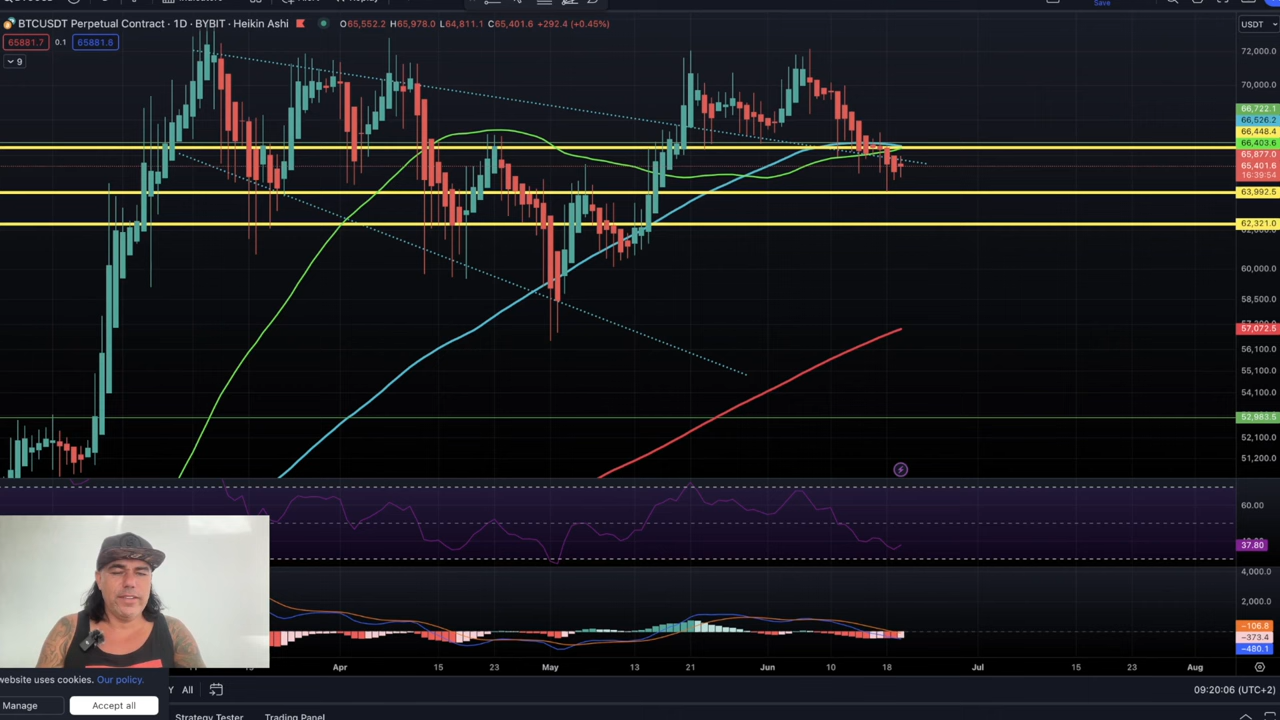 BTCUSDT Perpetual Contract · 1D · BYBIT · Heikin Ashi O65,552.2 H65,978.0 L64,811.1 C65,401.6 +292.4 (+0.45%)
USDT
65881.7 0.1 65881.8
9
72,000.0
70,000.0
66,722.1
66,526.2
66,448.4
66,403.6
65,877.0
65,401.6
16:39:54
63,992.5
62,321.0
60,000.0
58,500.0
57,072.5
56,100.0
55,100.0
54,100.0
52,983.5
52,100.0
51,200.0
60.00
37.80
4,000.0
2,000.0
−106.8
−373.4
−480.1
Apr 15 23 May 13 21 Jun 10 18 Jul 15 23 Aug
website uses cookies. Our policy.
Y All
09:20:06 (UTC+2)
Manage Accept all
Strategy Tester Trading Panel
Save